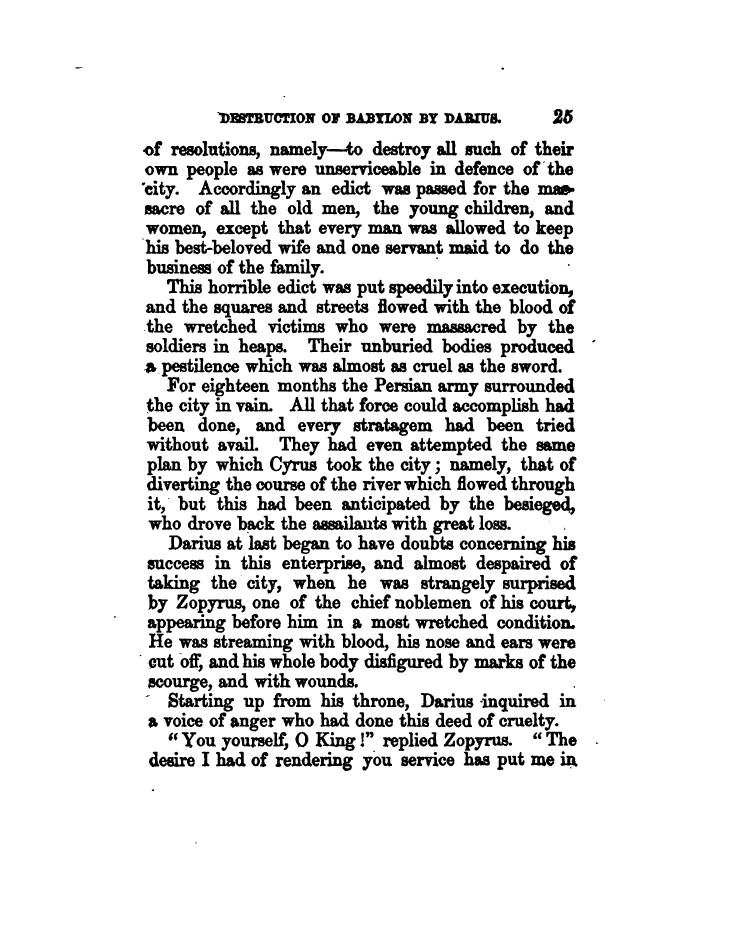 DESTRUCTION OF BABYLON BY DARIUS. 25
of resolutions, namely—to destroy all such of their
own people as were unserviceable in defence of the
city. Accordingly an edict was passed for the mas-
sacre of all the old men, the young children, and
women, except that every man was allowed to keep
his best-beloved wife and one servant maid to do the
business of the family.
This horrible edict was put speedily into execution,
and the squares and streets flowed with the blood of
the wretched victims who were massacred by the
soldiers in heaps. Their unburied bodies produced
a pestilence which was almost as cruel as the sword.
For eighteen months the Persian army surrounded
the city in vain. All that force could accomplish had
been done, and every stratagem had been tried
without avail. They had even attempted the same
plan by which Cyrus took the city; namely, that of
diverting the course of the river which flowed through
it, but this had been anticipated by the besieged,
who drove back the assailants with great loss.
Darius at last began to have doubts concerning his
success in this enterprise, and almost despaired of
taking the city, when he was strangely surprised
by Zopyrus, one of the chief noblemen of his court,
appearing before him in a most wretched condition.
He was streaming with blood, his nose and ears were
cut off, and his whole body disfigured by marks of the
scourge, and with wounds.
Starting up from his throne, Darius inquired in
a voice of anger who had done this deed of cruelty.
"You yourself, O King!" replied Zopyrus. "The
desire I had of rendering you service has put me in